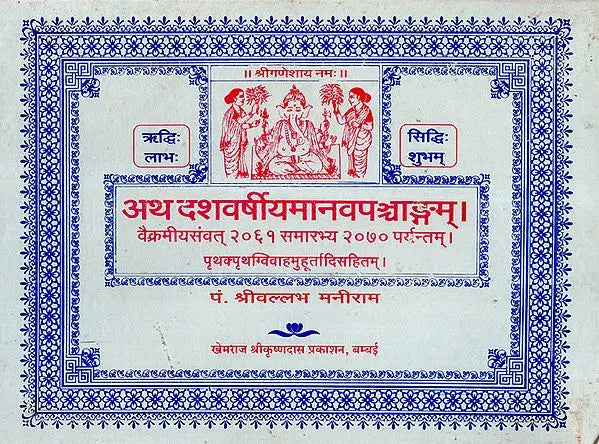 ॥ श्रीगणेशाय नमः ॥
ऋद्धिः
लाभः
सिद्धिः
शुभम्
अथ दशवर्षीयमानवपञ्चाङ्गम्।
वैक्रमीयसंवत् २०६१ समारभ्य २०७० पर्यन्तम्।
पृथक्पृथग्विवाहमुहूर्तादिसहितम्।
पं. श्रीवल्लभ मनीराम
खेमराज श्रीकृष्णदास प्रकाशन, बम्बई